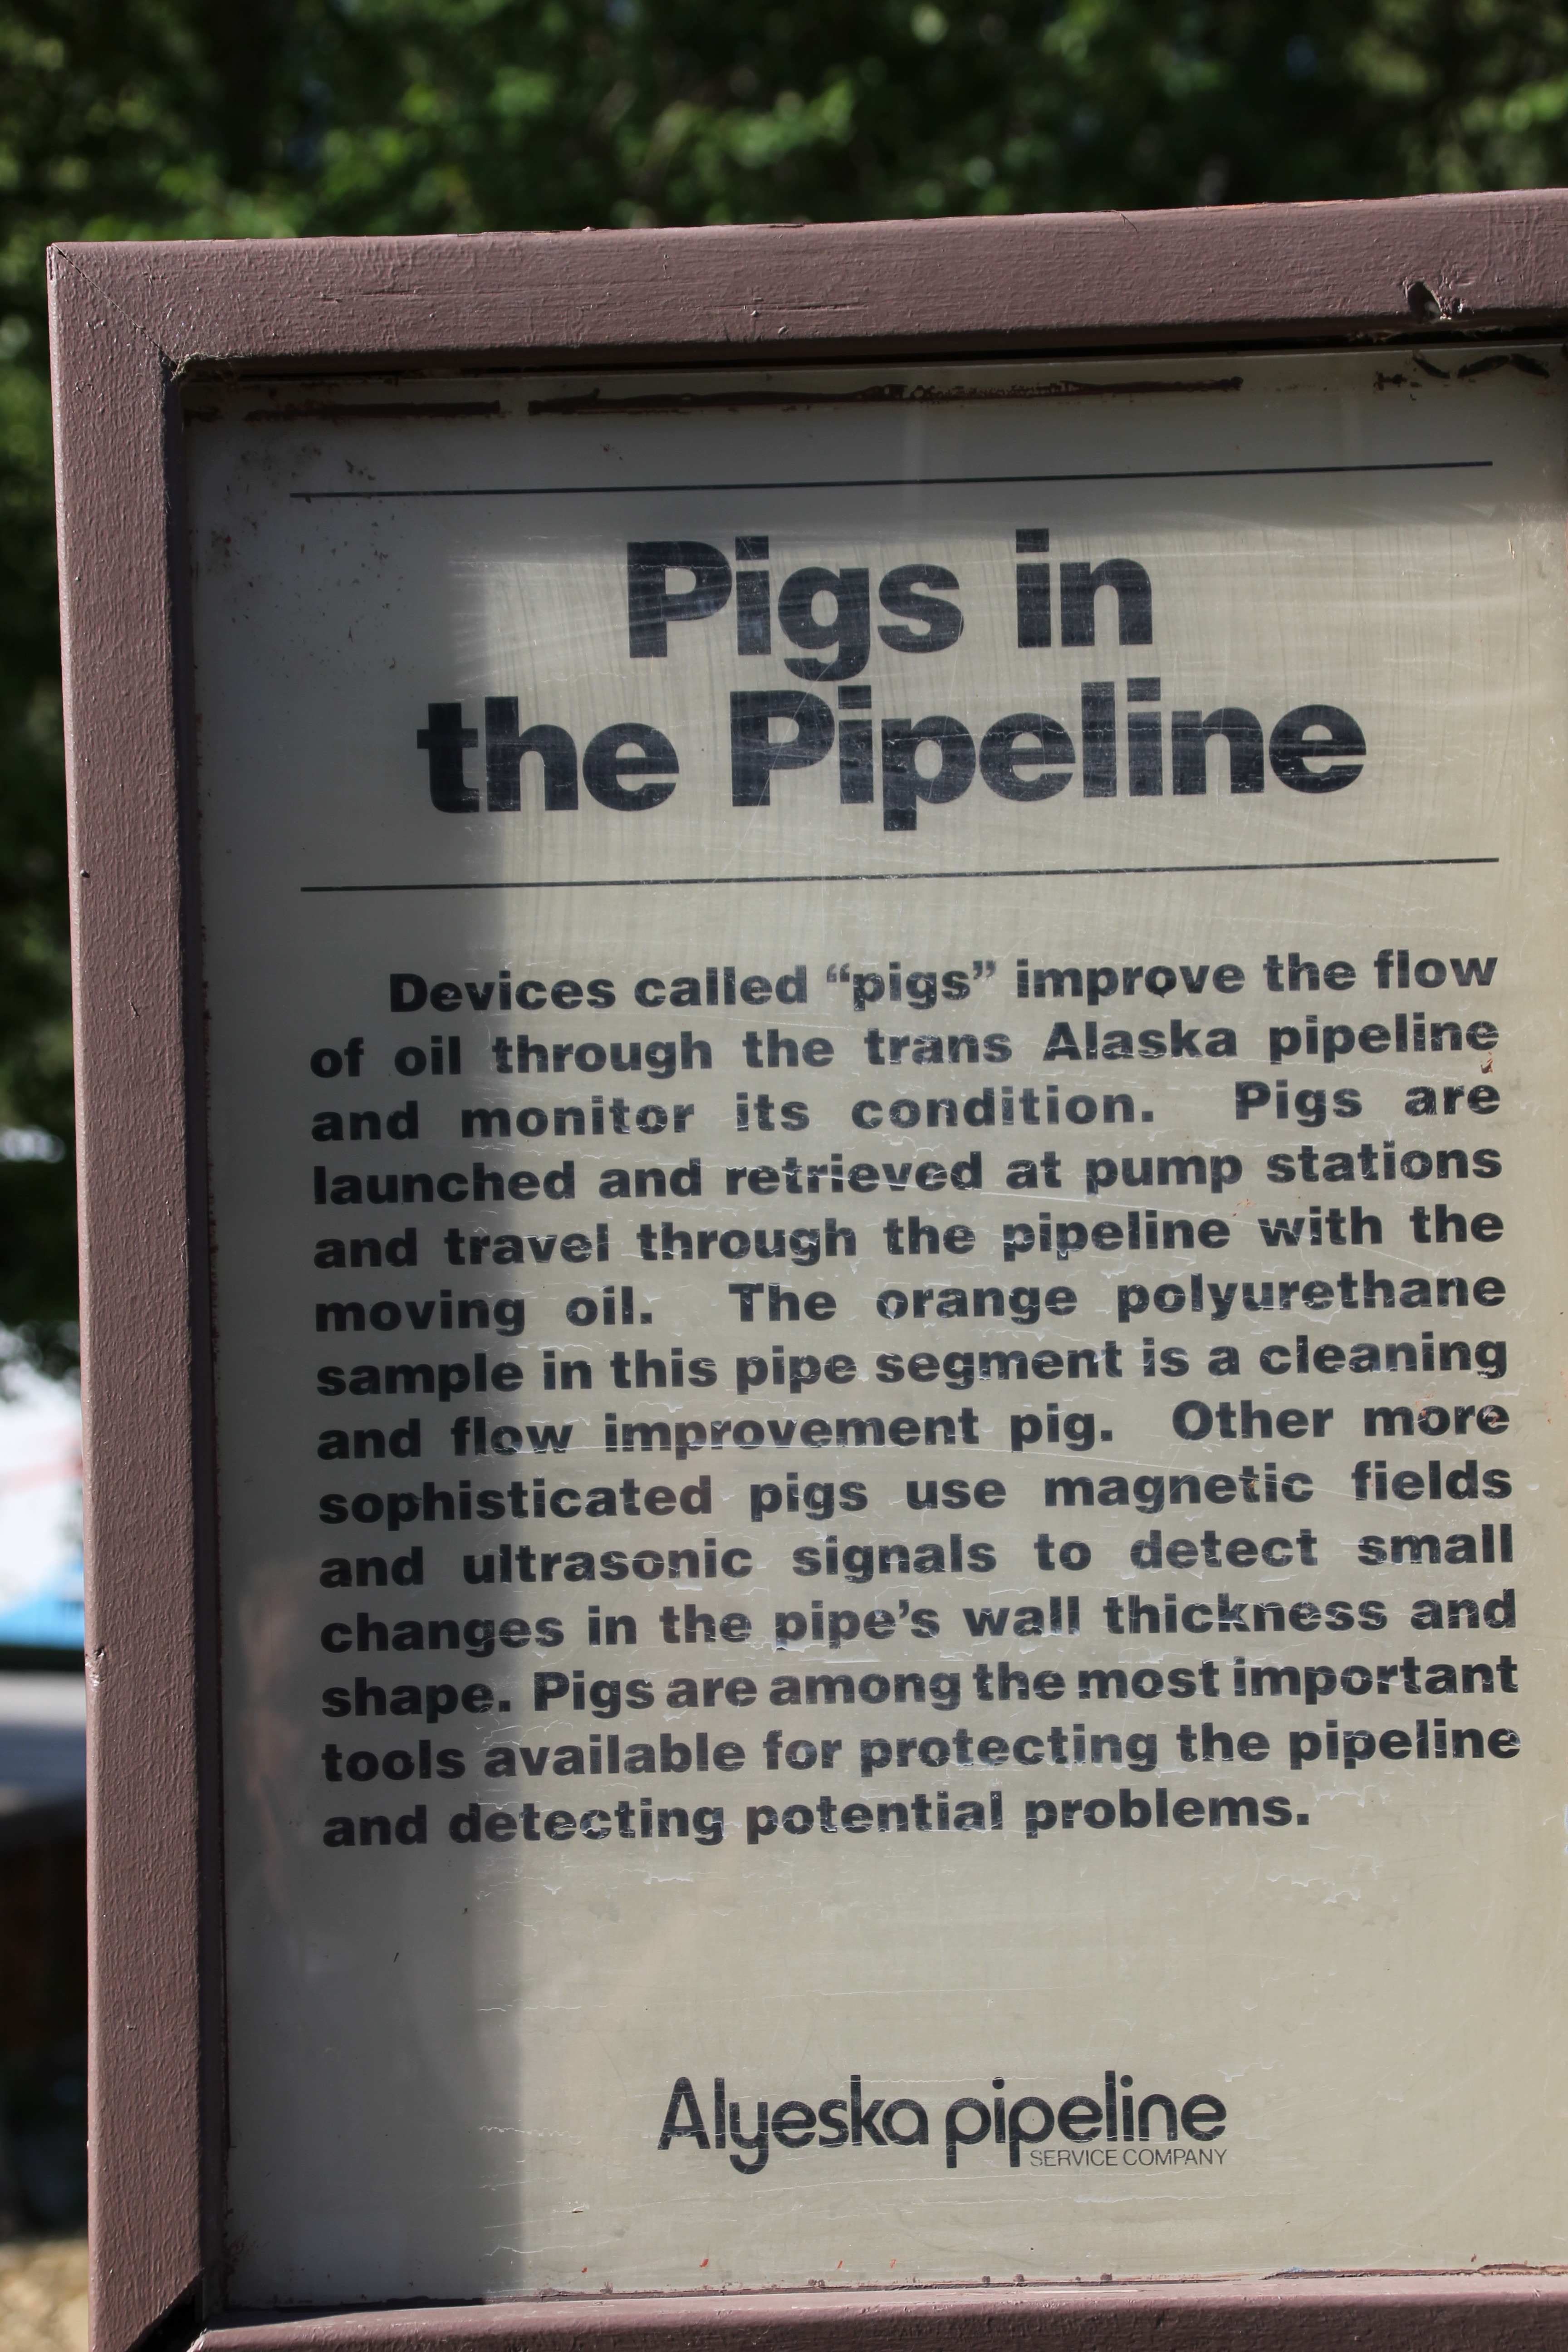 Pigs in
the Pipeline
Devices called “pigs” improve the flow
of oil through the trans Alaska pipeline
and monitor its condition. Pigs are
launched and retrieved at pump stations
and travel through the pipeline with the
moving oil. The orange polyurethane
sample in this pipe segment is a cleaning
and flow improvement pig. Other more
sophisticated pigs use magnetic fields
and ultrasonic signals to detect small
changes in the pipe’s wall thickness and
shape. Pigs are among the most important
tools available for protecting the pipeline
and detecting potential problems.
Alyeska pipeline
SERVICE COMPANY